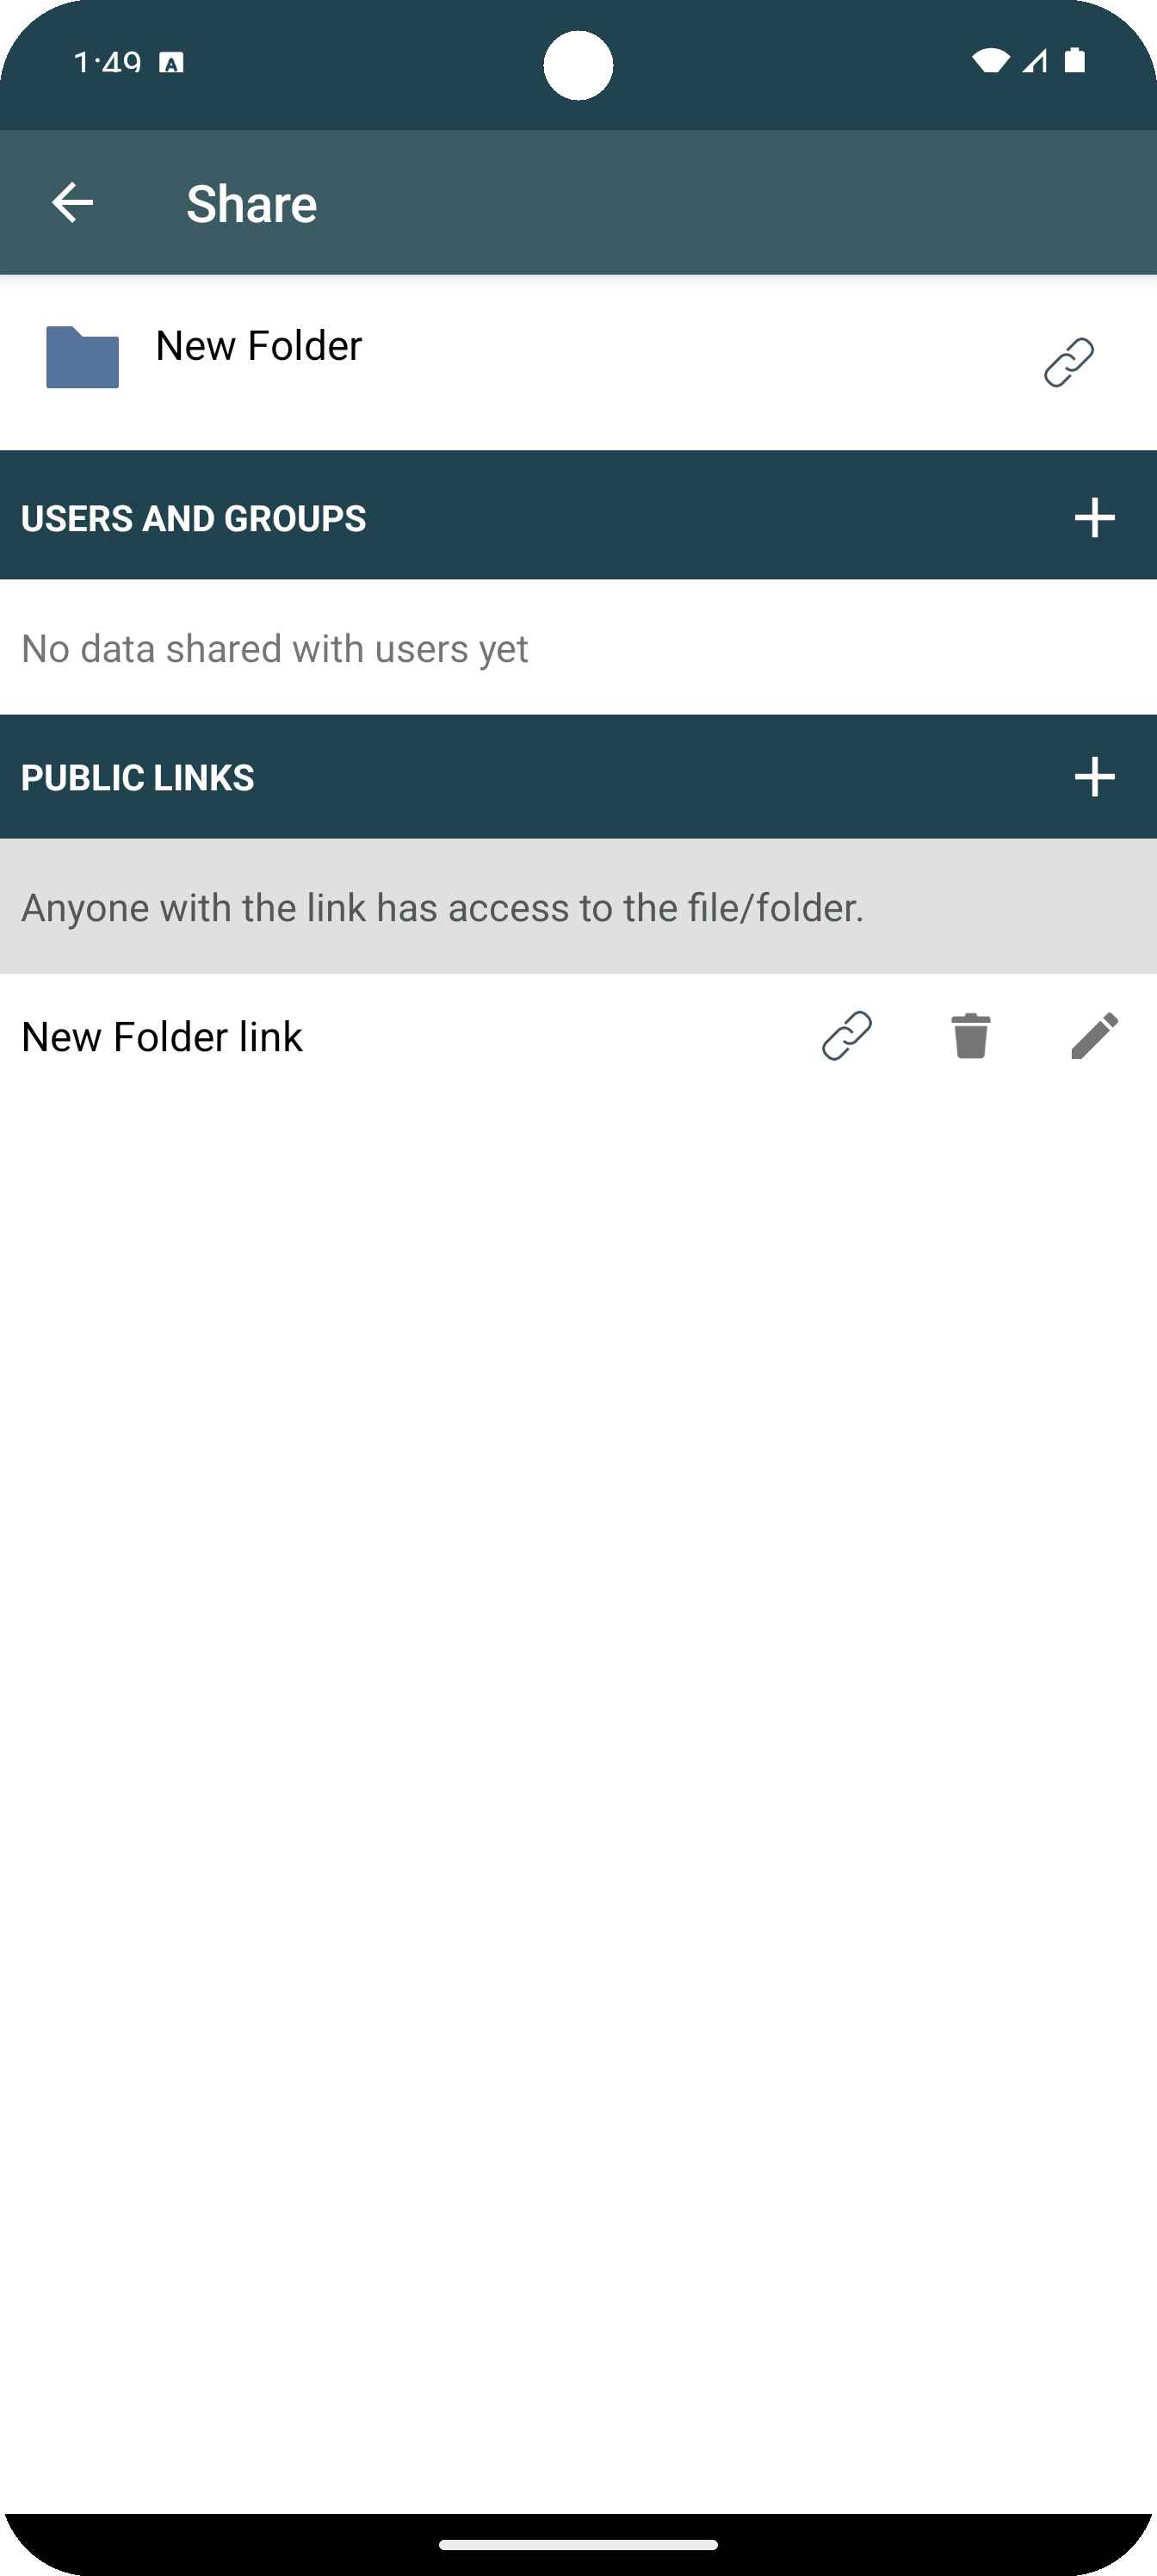 1:49
Share
New Folder
USERS AND GROUPS
No data shared with users yet
PUBLIC LINKS
Anyone with the link has access to the file/folder.
New Folder link